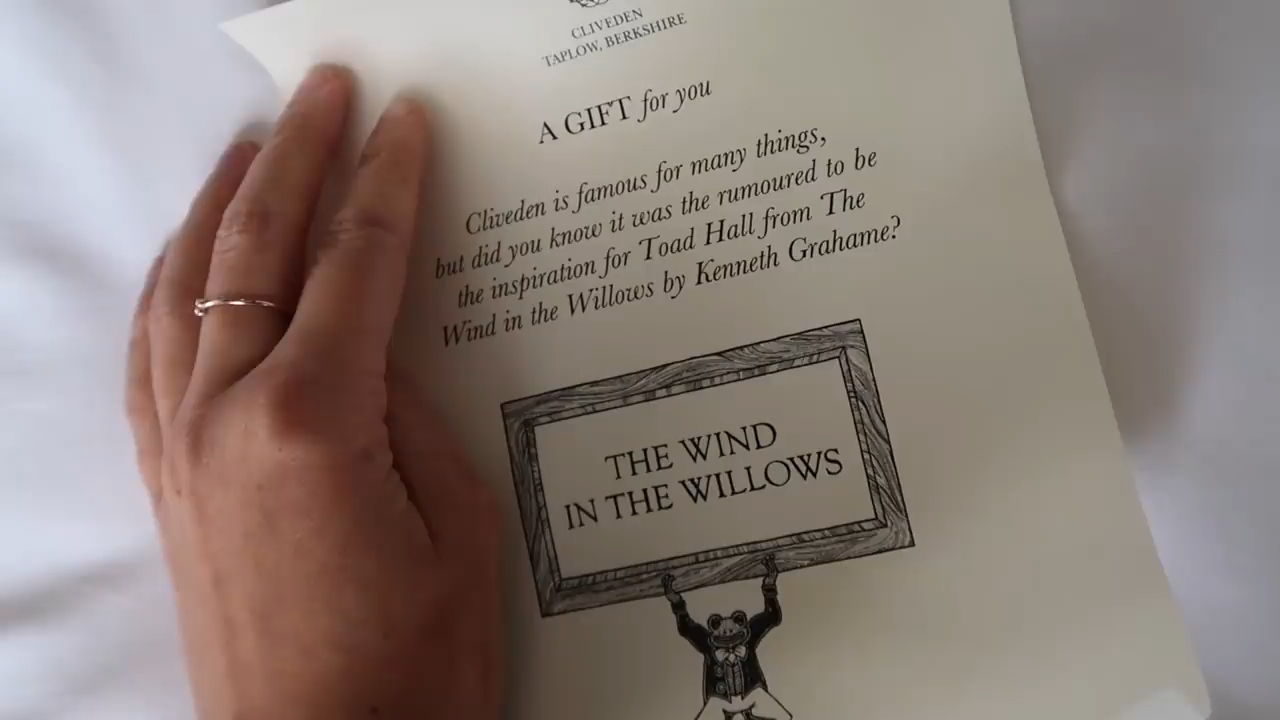 CLIVEDEN
TAPLOW, BERKSHIRE
A GIFT for you
Cliveden is famous for many things,
but did you know it was the rumoured to be
the inspiration for Toad Hall from The
Wind in the Willows by Kenneth Grahame?
THE WIND
IN THE WILLOWS